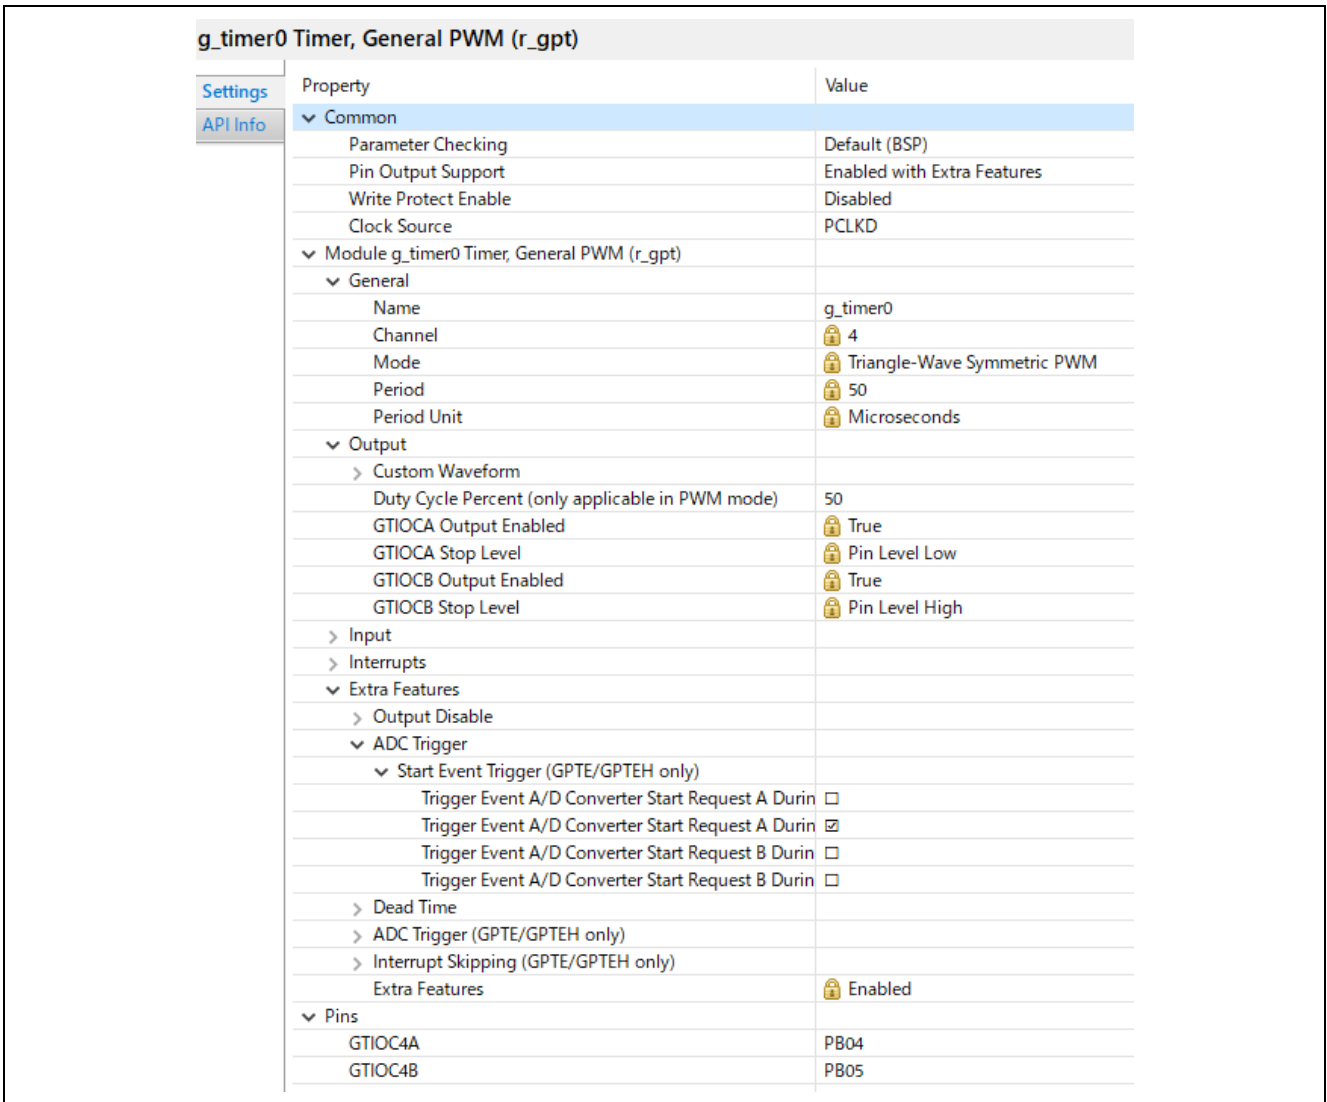 g_timer0 Timer, General PWM (r_gpt)
Settings
API Info
Property Value
Common
Parameter Checking Default (BSP)
Pin Output Support Enabled with Extra Features
Write Protect Enable Disabled
Clock Source PCLKD
Module g_timer0 Timer, General PWM (r_gpt)
General
Name g_timer0
Channel 4
Mode Triangle-Wave Symmetric PWM
Period 50
Period Unit Microseconds
Output
Custom Waveform
Duty Cycle Percent (only applicable in PWM mode) 50
GTIOCA Output Enabled True
GTIOCA Stop Level Pin Level Low
GTIOCB Output Enabled True
GTIOCB Stop Level Pin Level High
Input
Interrupts
Extra Features
Output Disable
ADC Trigger
Start Event Trigger (GPTE/GPTEH only)
Trigger Event A/D Converter Start Request A Durin
Trigger Event A/D Converter Start Request A Durin
Trigger Event A/D Converter Start Request B Durin
Trigger Event A/D Converter Start Request B Durin
Dead Time
ADC Trigger (GPTE/GPTEH only)
Interrupt Skipping (GPTE/GPTEH only)
Extra Features Enabled
Pins
GTIOC4A PB04
GTIOC4B PB05